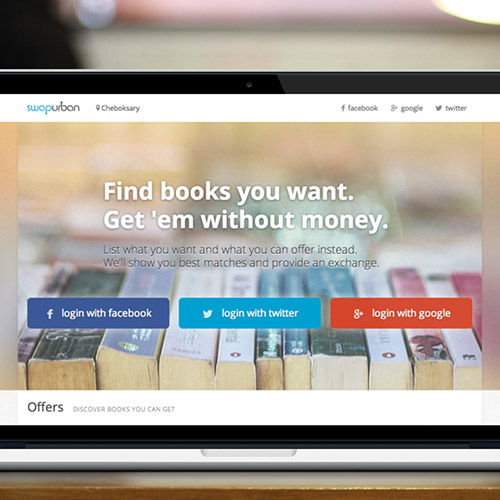 swapurban
Cheboksary
facebook
google
twitter
Find books you want.
Get 'em without money.
List what you want and what you can offer instead.
We'll show you best matches and provide an exchange.
login with facebook
login with twitter
login with google
Offers DISCOVER BOOKS YOU CAN GET